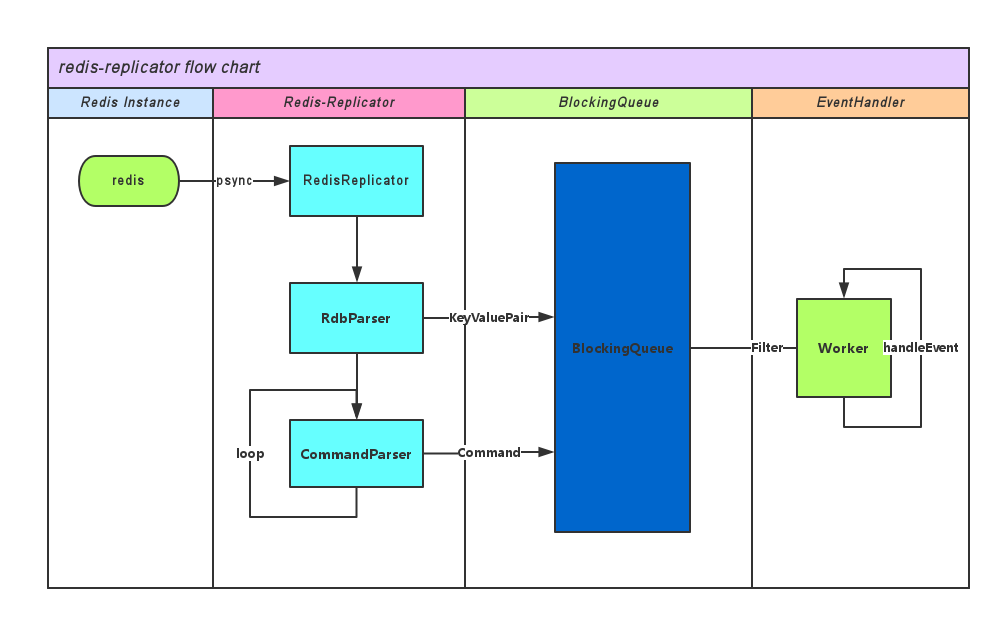 redis-replicator flow chart
Redis Instance
Redis-Replicator
BlockingQueue
EventHandler
redis
psync
RedisReplicator
RdbParser
KeyValuePair
BlockingQueue
Filter
Worker
handleEvent
loop
CommandParser
Command